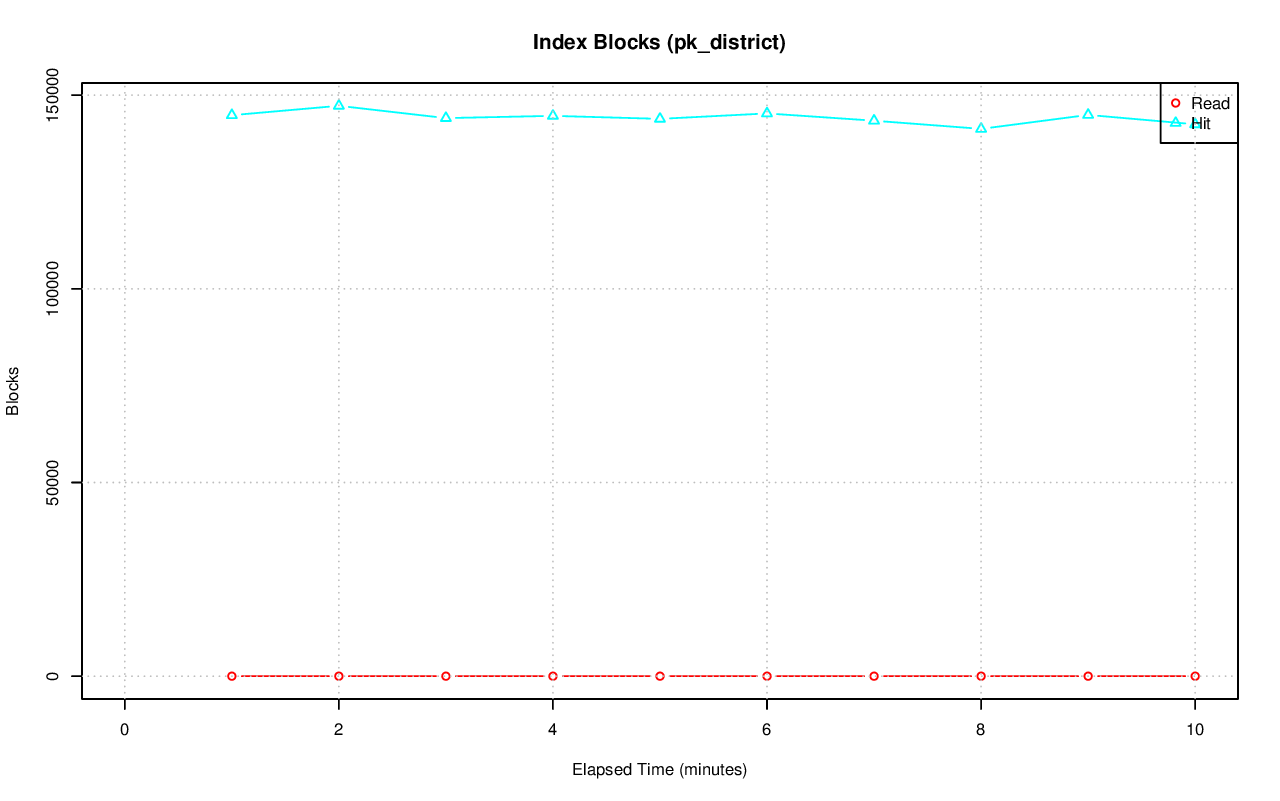 Index Blocks (pk_district)
Read
Hit
150000
100000
50000
0
Blocks
0 2 4 6 8 10
Elapsed Time (minutes)